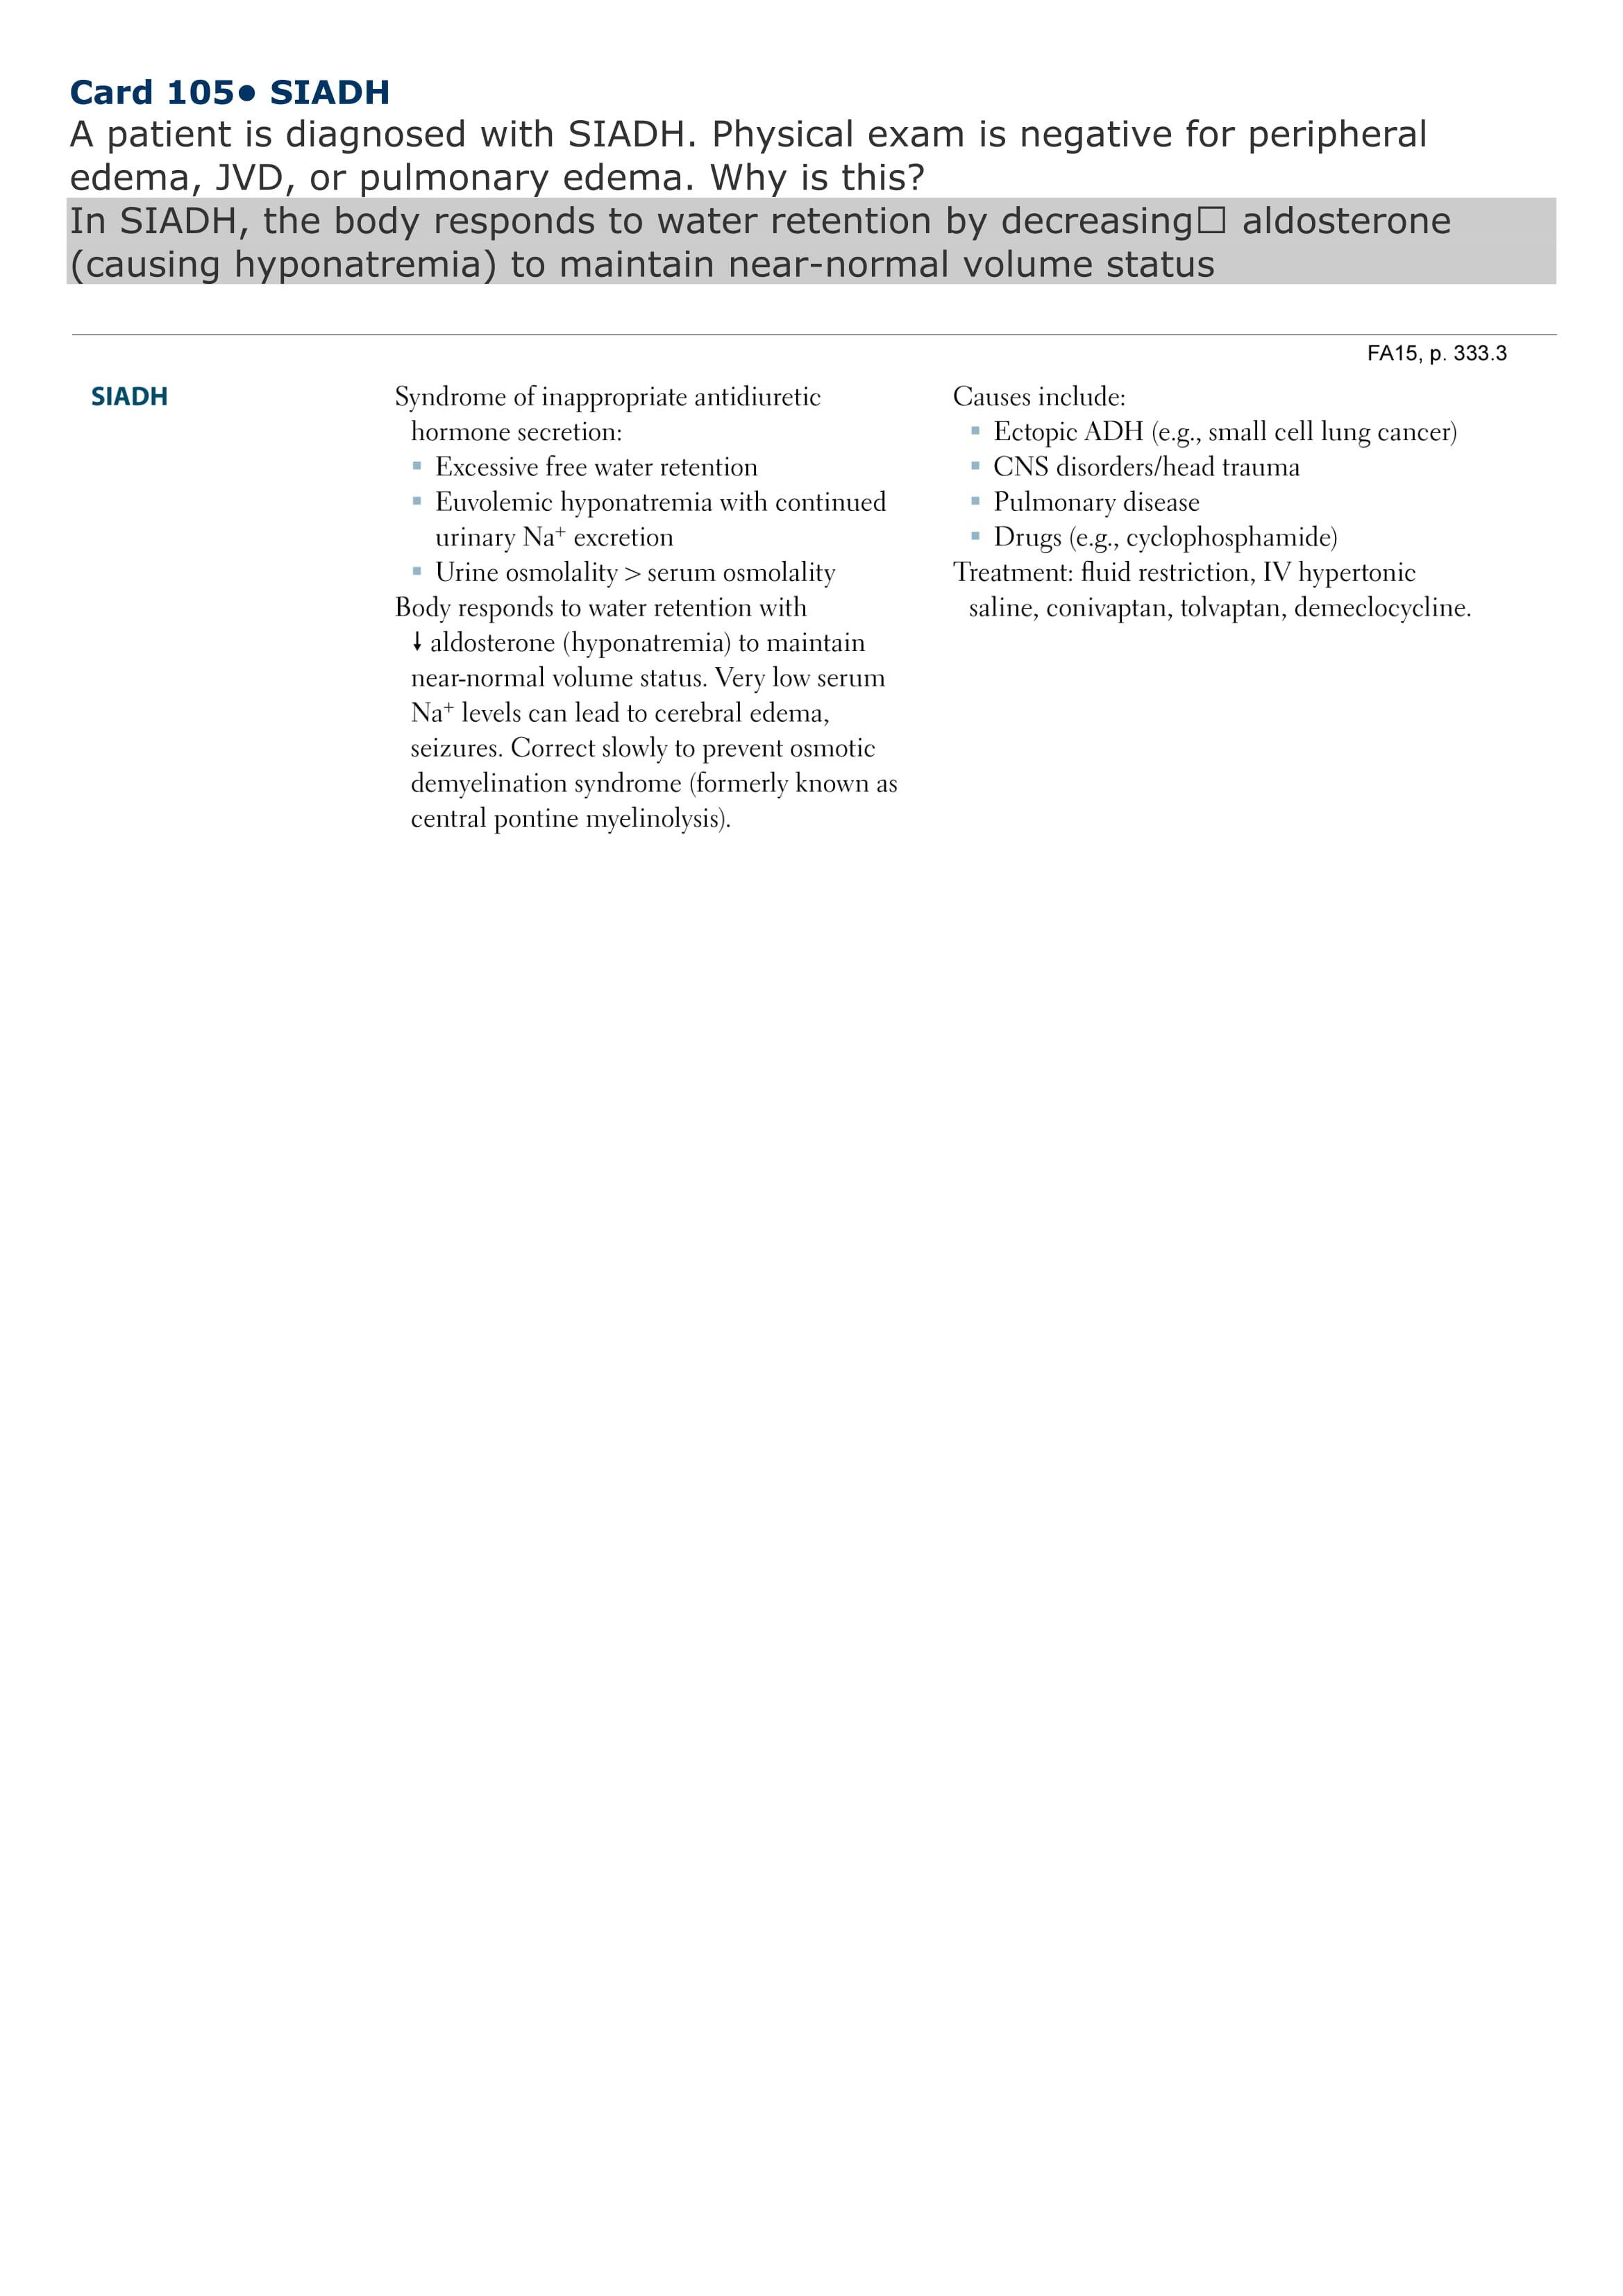 Card 105● SIADH
A patient is diagnosed with SIADH. Physical exam is negative for peripheral
edema, JVD, or pulmonary edema. Why is this?
In SIADH, the body responds to water retention by decreasing□ aldosterone
(causing hyponatremia) to maintain near-normal volume status
FA15, p. 333.3
SIADH
Syndrome of inappropriate antidiuretic
hormone secretion:
▪ Excessive free water retention
▪ Euvolemic hyponatremia with continued
urinary Na⁺ excretion
▪ Urine osmolality > serum osmolality
Body responds to water retention with
↓ aldosterone (hyponatremia) to maintain
near-normal volume status. Very low serum
Na⁺ levels can lead to cerebral edema,
seizures. Correct slowly to prevent osmotic
demyelination syndrome (formerly known as
central pontine myelinolysis).
Causes include:
▪ Ectopic ADH (e.g., small cell lung cancer)
▪ CNS disorders/head trauma
▪ Pulmonary disease
▪ Drugs (e.g., cyclophosphamide)
Treatment: fluid restriction, IV hypertonic
saline, conivaptan, tolvaptan, demeclocycline.